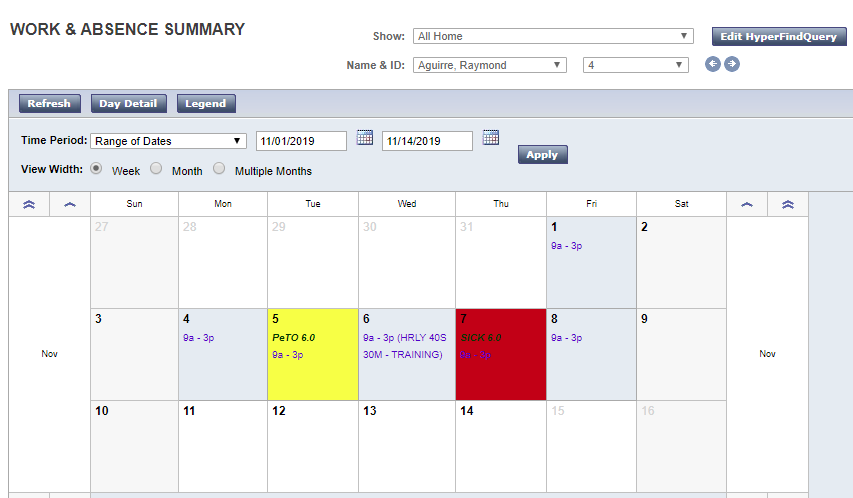 WORK & ABSENCE SUMMARY
Show: All Home Edit HyperFindQuery
Name & ID: Aguirre, Raymond 4
Refresh Day Detail Legend
Time Period: Range of Dates 11/01/2019 11/14/2019
Apply
View Width: Week Month Multiple Months
Sun Mon Tue Wed Thu Fri Sat
27 28 29 30 31 1 2
9a - 3p
3 4 5 6 7 8 9
9a - 3p PeTO 6.0 9a - 3p (HRLY 40S SICK 6.0 9a - 3p
9a - 3p 30M - TRAINING) 9a - 3p
Nov Nov
10 11 12 13 14 15 16